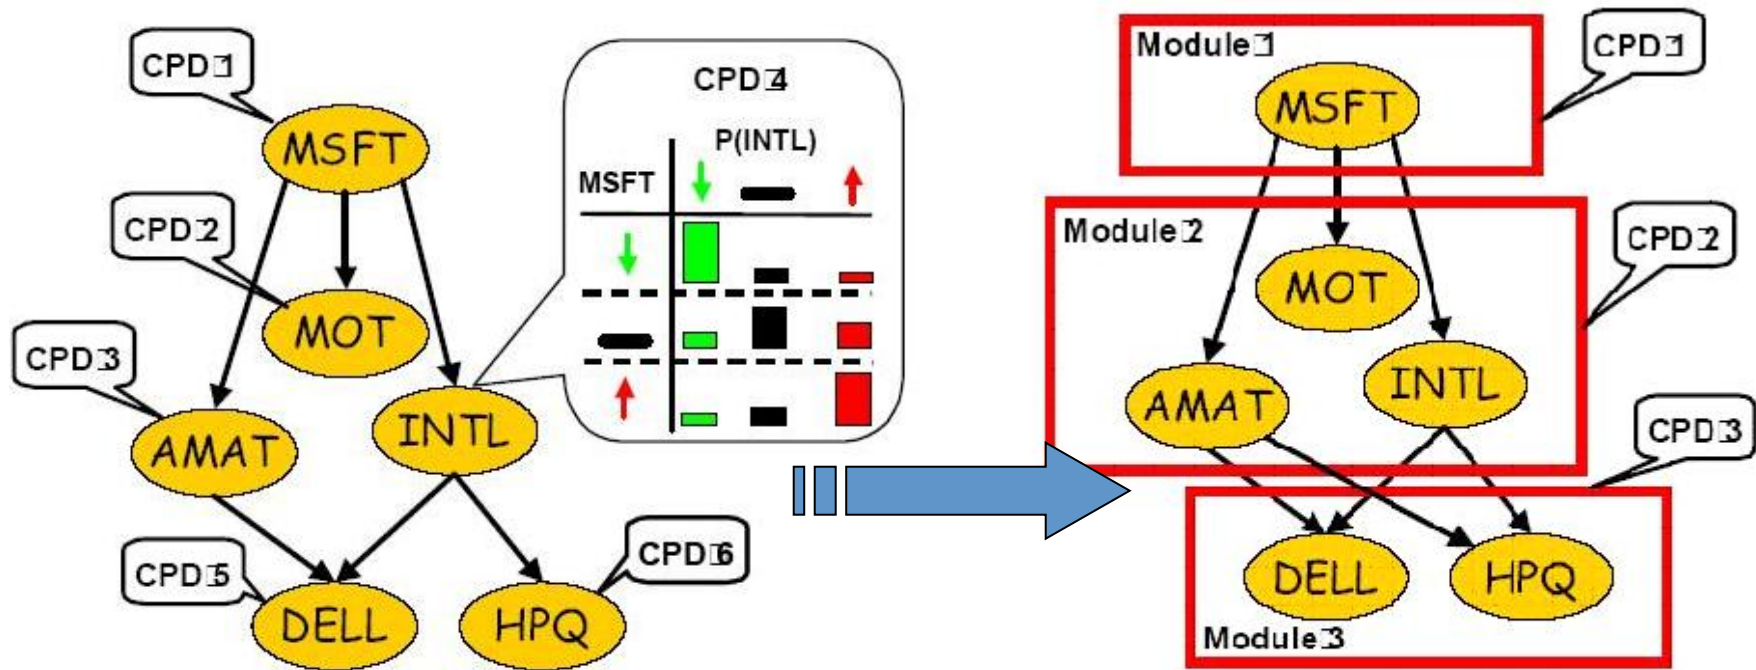 CPD 1
MSFT
CPD 2
MOT
CPD 3
AMAT
INTL
CPD 4
P(INTL)
MSFT
CPD 5
DELL
CPD 6
HPQ
Module 1
CPD 1
MSFT
Module 2
CPD 2
MOT
AMAT
INTL
CPD 3
DELL
HPQ
Module 3